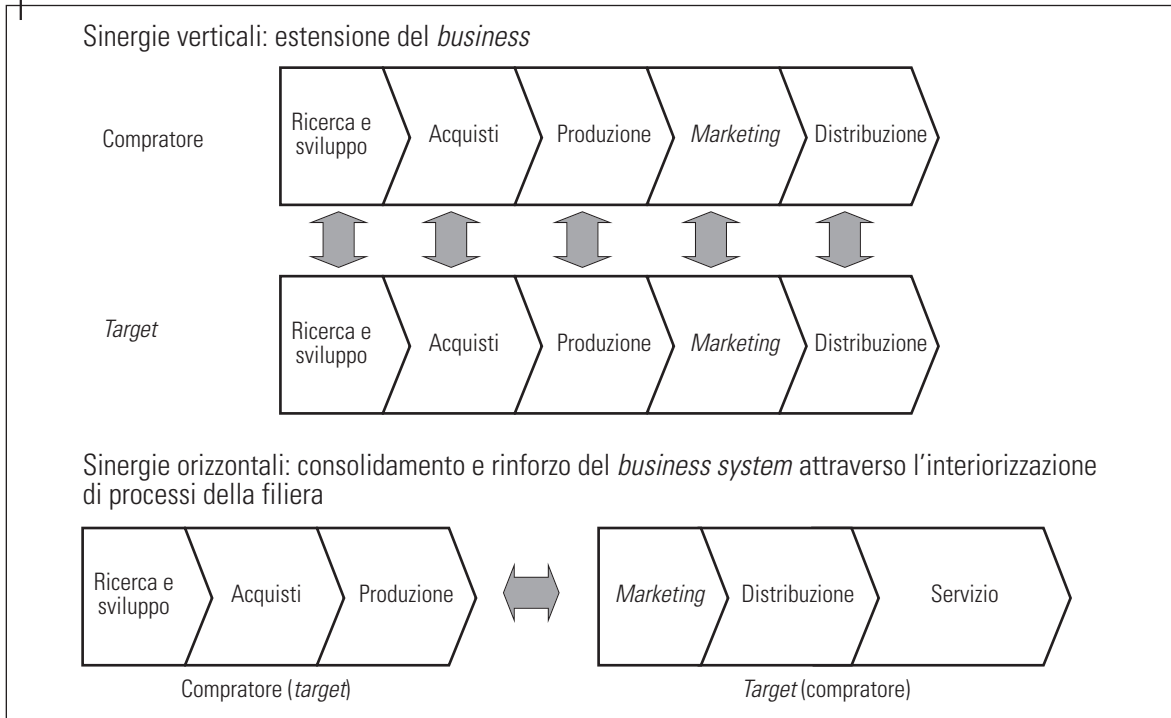 Sinergie verticali: estensione del business
Compratore
Ricerca e
sviluppo
Acquisti
Produzione
Marketing
Distribuzione
Target
Ricerca e
sviluppo
Acquisti
Produzione
Marketing
Distribuzione
Sinergie orizzontali: consolidamento e rinforzo del business system attraverso l'interiorizzazione
di processi della filiera
Ricerca e
sviluppo
Acquisti
Produzione
Marketing
Distribuzione
Servizio
Compratore (target)
Target (compratore)